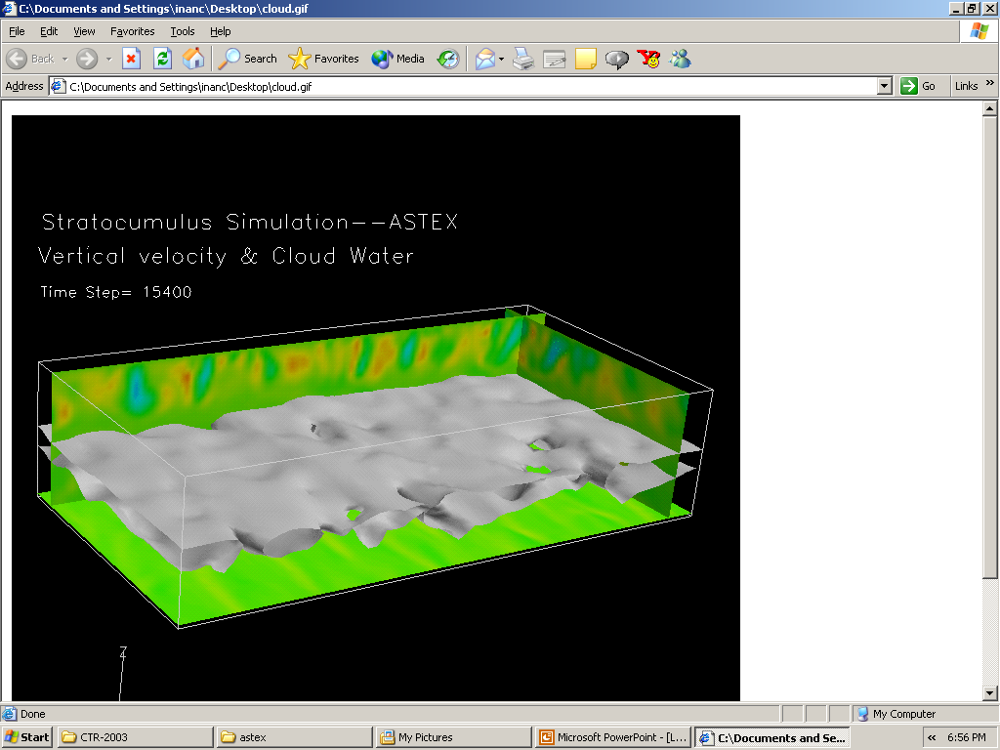 C:\Documents and Settings\inanc\Desktop\cloud.gif
File Edit View Favorites Tools Help
Back Search Favorites Media
Address C:\Documents and Settings\inanc\Desktop\cloud.gif Go Links »
Stratocumulus Simulation--ASTEX
Vertical velocity & Cloud Water
Time Step= 15400
Z
Done My Computer
Start CTR-2003 astex My Pictures Microsoft PowerPoint - [L... C:\Documents and Se... « 6:56 PM